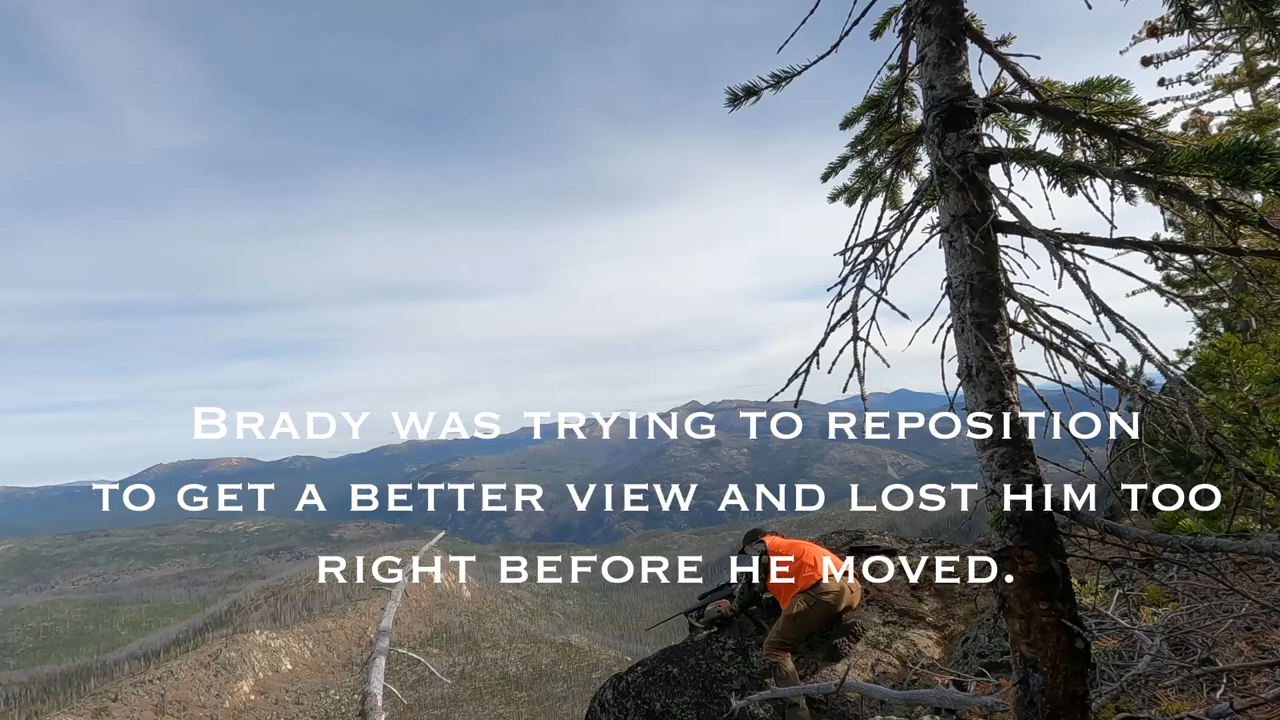 Brady was trying to reposition
to get a better view and lost him too
right before he moved.